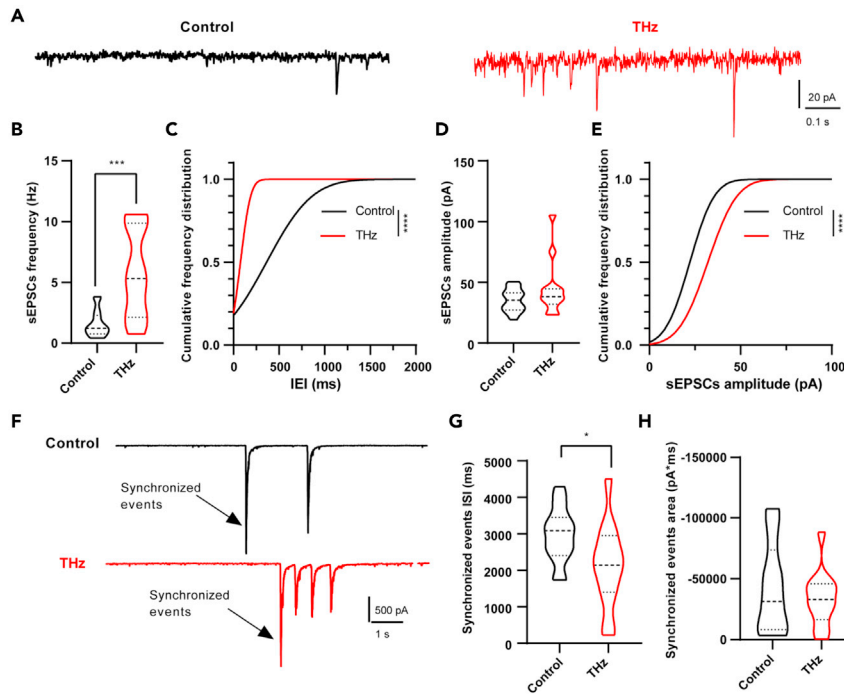 A
Control
THz
20 pA
0.1 s
B
sEPSCs frequency (Hz)
15
10
5
0
***
Control
THz
C
Cumulative frequency distribution
1.0
0.5
0.0
Control
THz
****
0
500
1000
1500
2000
IEI (ms)
D
sEPSCs amplitude (pA)
150
100
50
0
Control
THz
E
Cumulative frequency distribution
1.0
0.5
0.0
Control
THz
****
0
50
100
sEPSCs amplitude (pA)
F
Control
Synchronized
events
THz
Synchronized
events
500 pA
1 s
G
Synchronized events ISI (ms)
5000
4000
3000
2000
1000
0
*
Control
THz
H
Synchronized events area (pA*ms)
-150000
-100000
-50000
0
Control
THz